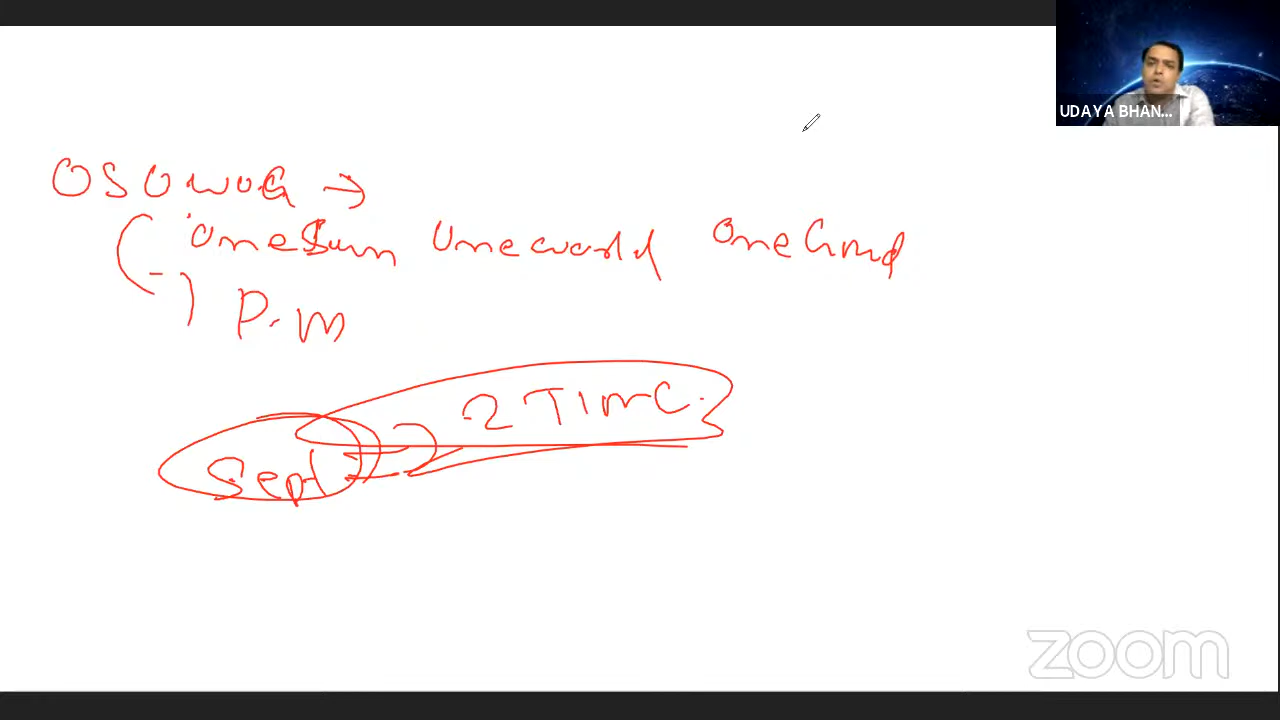 UDAYA BHAN...
OSOWOG →
One Sun One world One Grid
P.M
2 TIME.
Sept
zoom